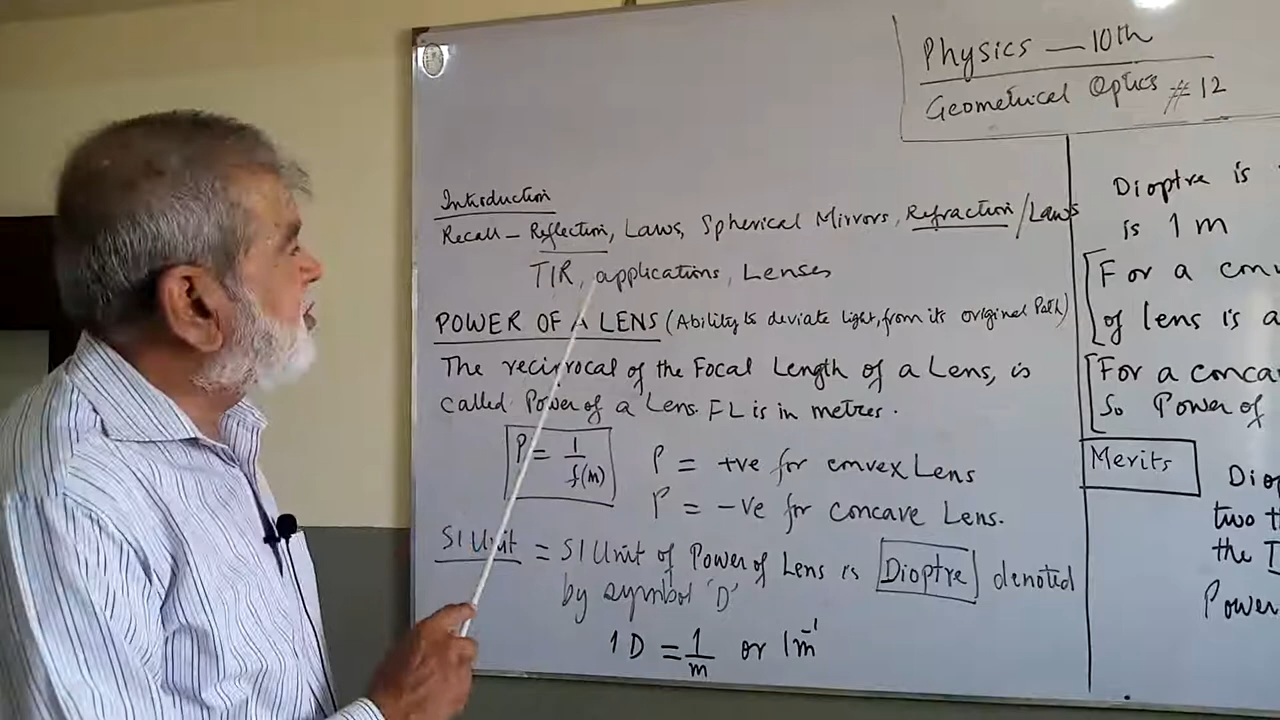 Physics — 10th
Geometrical Optics # 12
Introduction
Recall - Reflection, Laws, Spherical Mirrors, Refraction/Laws
TIR, applications, Lenses
POWER OF A LENS (Ability to deviate light, from its original Path)
The reciprocal of the Focal Length of a Lens, is
called Power of a Lens. FL is in metres.
P = 1/f(m)
P = +ve for convex Lens
P = -ve for concave Lens.
SI Unit = SI Unit of Power of Lens is Dioptre denoted
by symbol 'D'
1 D = 1/m or 1m⁻¹
Dioptre is
is 1 m
For a con
of lens is a
For a conca
So Power of
Merits
Dio
two t
the
Power